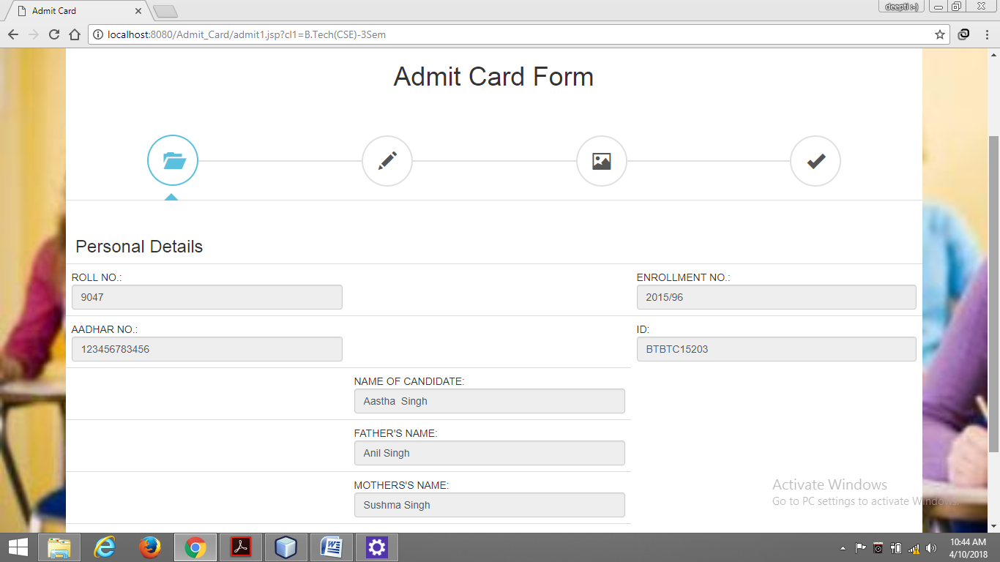 Admit Card
deepti :-)
localhost:8080/Admit_Card/admit1.jsp?cl1=B.Tech(CSE)-3Sem
Admit Card Form
Personal Details
ROLL NO.:
ENROLLMENT NO.:
9047
2015/96
AADHAR NO.:
ID:
123456783456
BTBTC15203
NAME OF CANDIDATE:
Aastha  Singh
FATHER'S NAME:
Anil Singh
MOTHERS'S NAME:
Sushma Singh
Activate Windows
Go to PC settings to activate Windows.
10:44 AM
4/10/2018